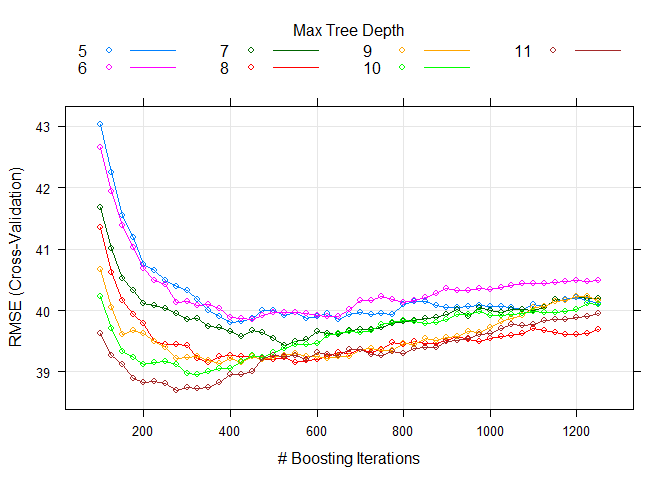 Max Tree Depth
5 7 9 11
6 8 10
43
42
41
40
39
RMSE (Cross-Validation)
200 400 600 800 1000 1200
# Boosting Iterations